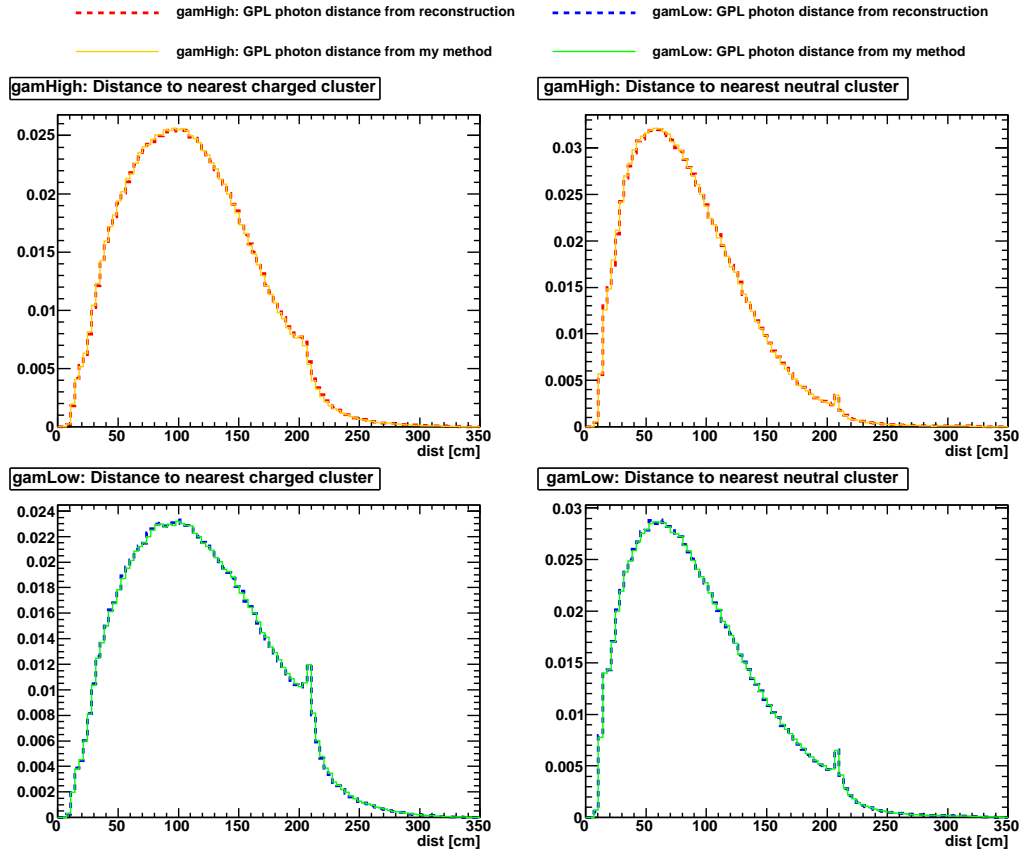 gamHigh: GPL photon distance from reconstruction
gamLow: GPL photon distance from reconstruction
gamHigh: GPL photon distance from my method
gamLow: GPL photon distance from my method
gamHigh: Distance to nearest charged cluster
0.025
0.02
0.015
0.01
0.005
0
0 50 100 150 200 250 300 350
dist [cm]
gamHigh: Distance to nearest neutral cluster
0.03
0.025
0.02
0.015
0.01
0.005
0
0 50 100 150 200 250 300 350
dist [cm]
gamLow: Distance to nearest charged cluster
0.024
0.022
0.02
0.018
0.016
0.014
0.012
0.01
0.008
0.006
0.004
0.002
0
0 50 100 150 200 250 300 350
dist [cm]
gamLow: Distance to nearest neutral cluster
0.03
0.025
0.02
0.015
0.01
0.005
0
0 50 100 150 200 250 300 350
dist [cm]